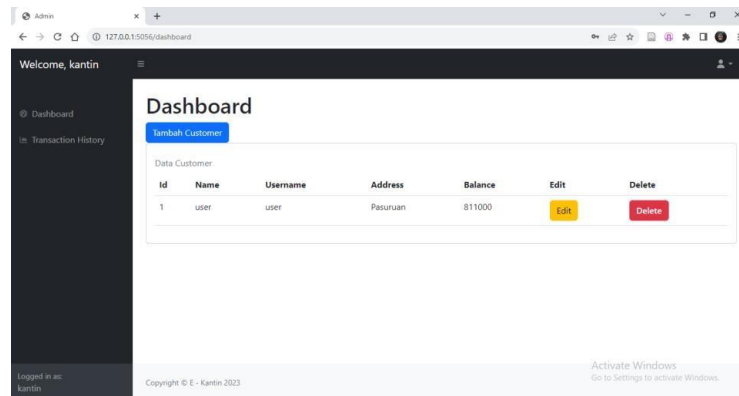 Admin
127.0.0.1:5056/dashboard
Welcome, kantin
Dashboard
Transaction History
Dashboard
Tambah Customer
Data Customer
Id Name Username Address Balance Edit Delete
1 user user Pasuruan 811000 Edit Delete
Logged in as:
kantin
Copyright © E - Kantin 2023
Activate Windows
Go to Settings to activate Windows.